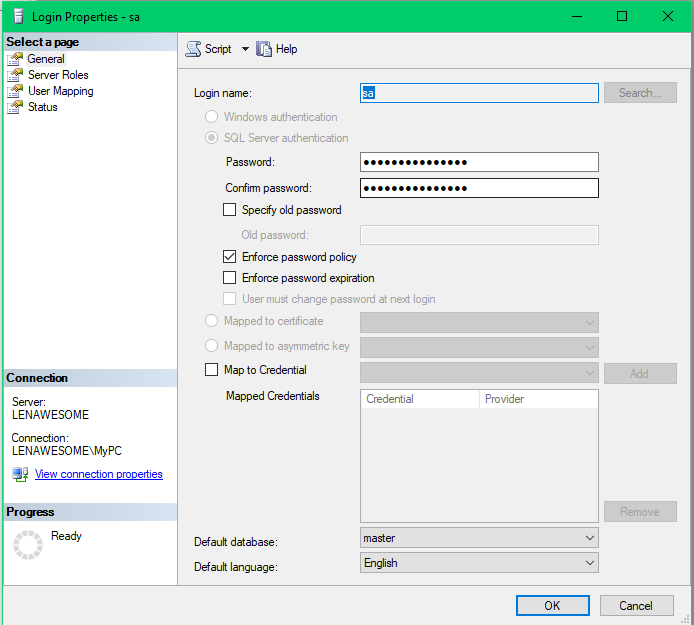 Login Properties - sa
Select a page
General
Server Roles
User Mapping
Status
Connection
Server:
LENAWESOME
Connection:
LENAWESOME\MyPC
View connection properties
Progress
Ready
Script Help
Login name: sa Search...
Windows authentication
SQL Server authentication
Password: ●●●●●●●●●●●●●●●
Confirm password: ●●●●●●●●●●●●●●●
Specify old password
Old password:
Enforce password policy
Enforce password expiration
User must change password at next login
Mapped to certificate
Mapped to asymmetric key
Map to Credential Add
Mapped Credentials Credential Provider
Remove
Default database: master
Default language: English
OK Cancel